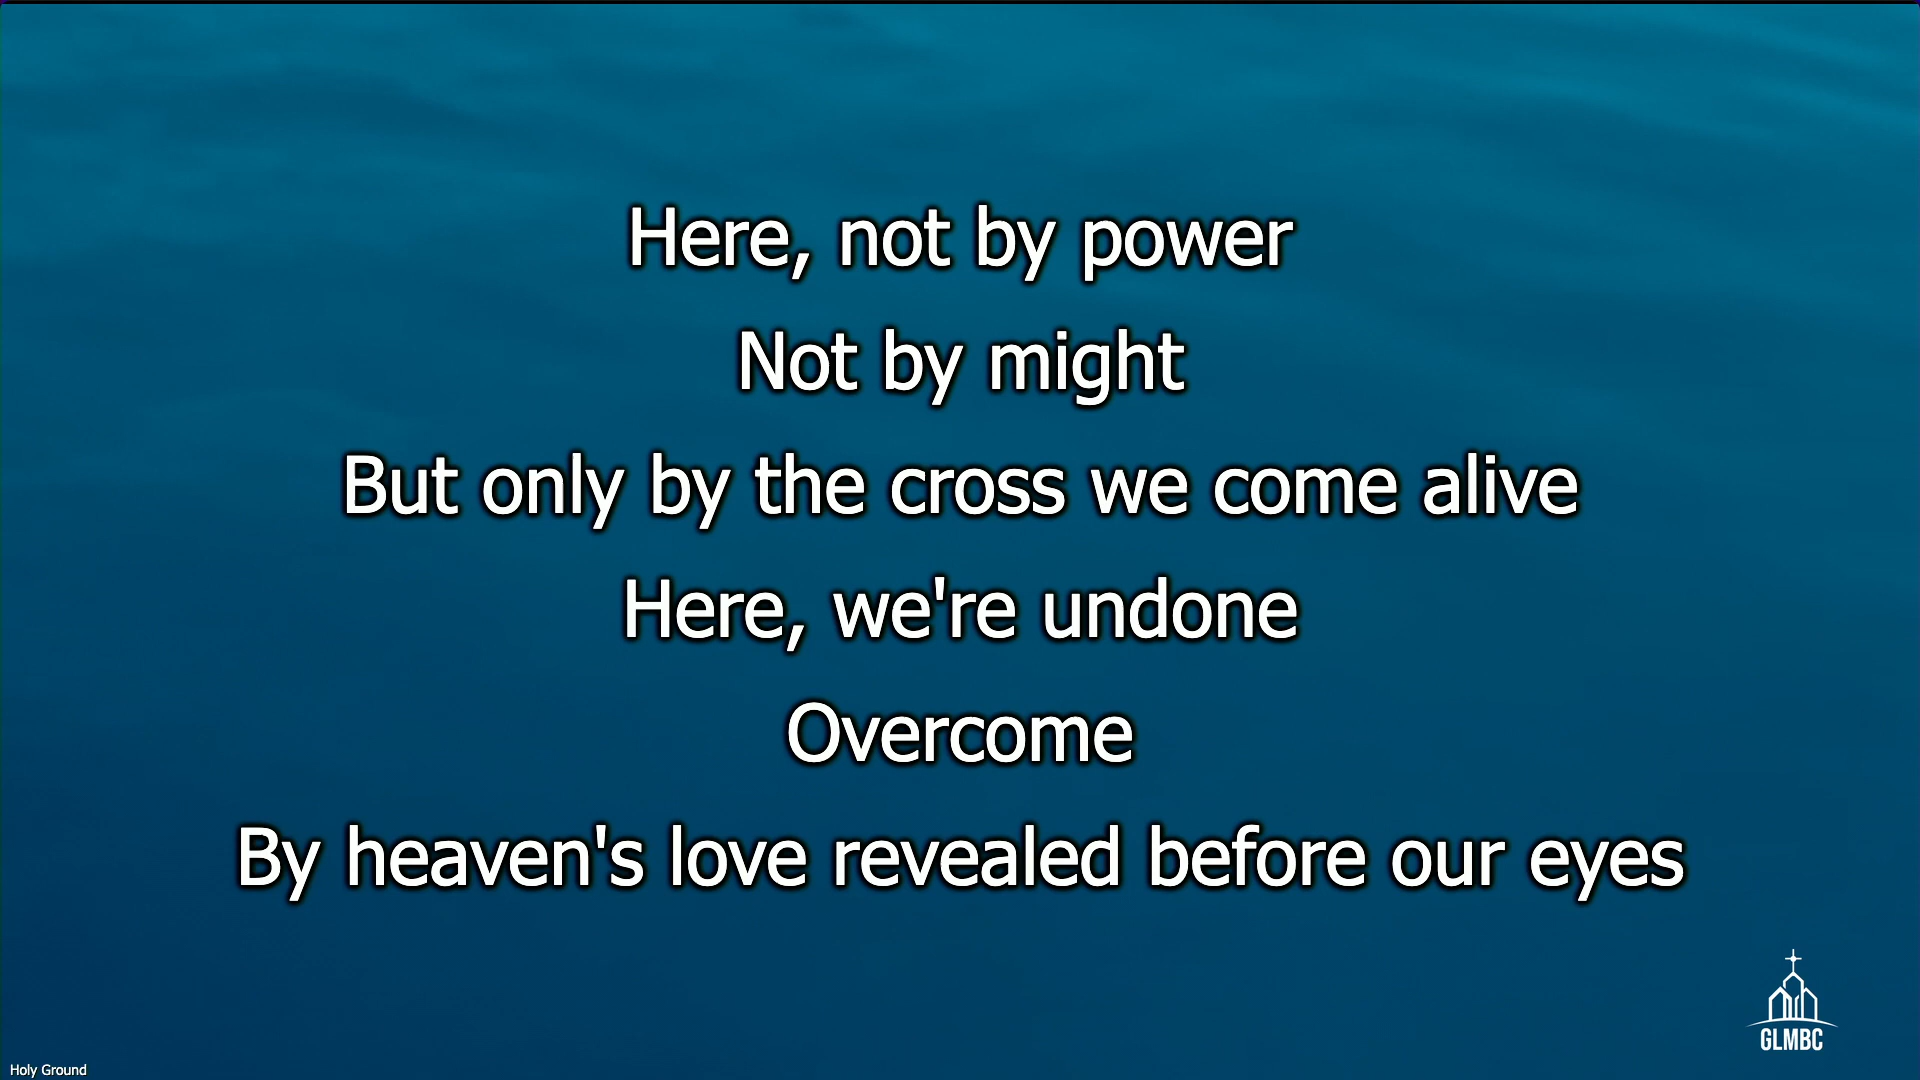 Here, not by power
Not by might
But only by the cross we come alive
Here, we're undone
Overcome
By heaven's love revealed before our eyes
GLMBC
Holy Ground